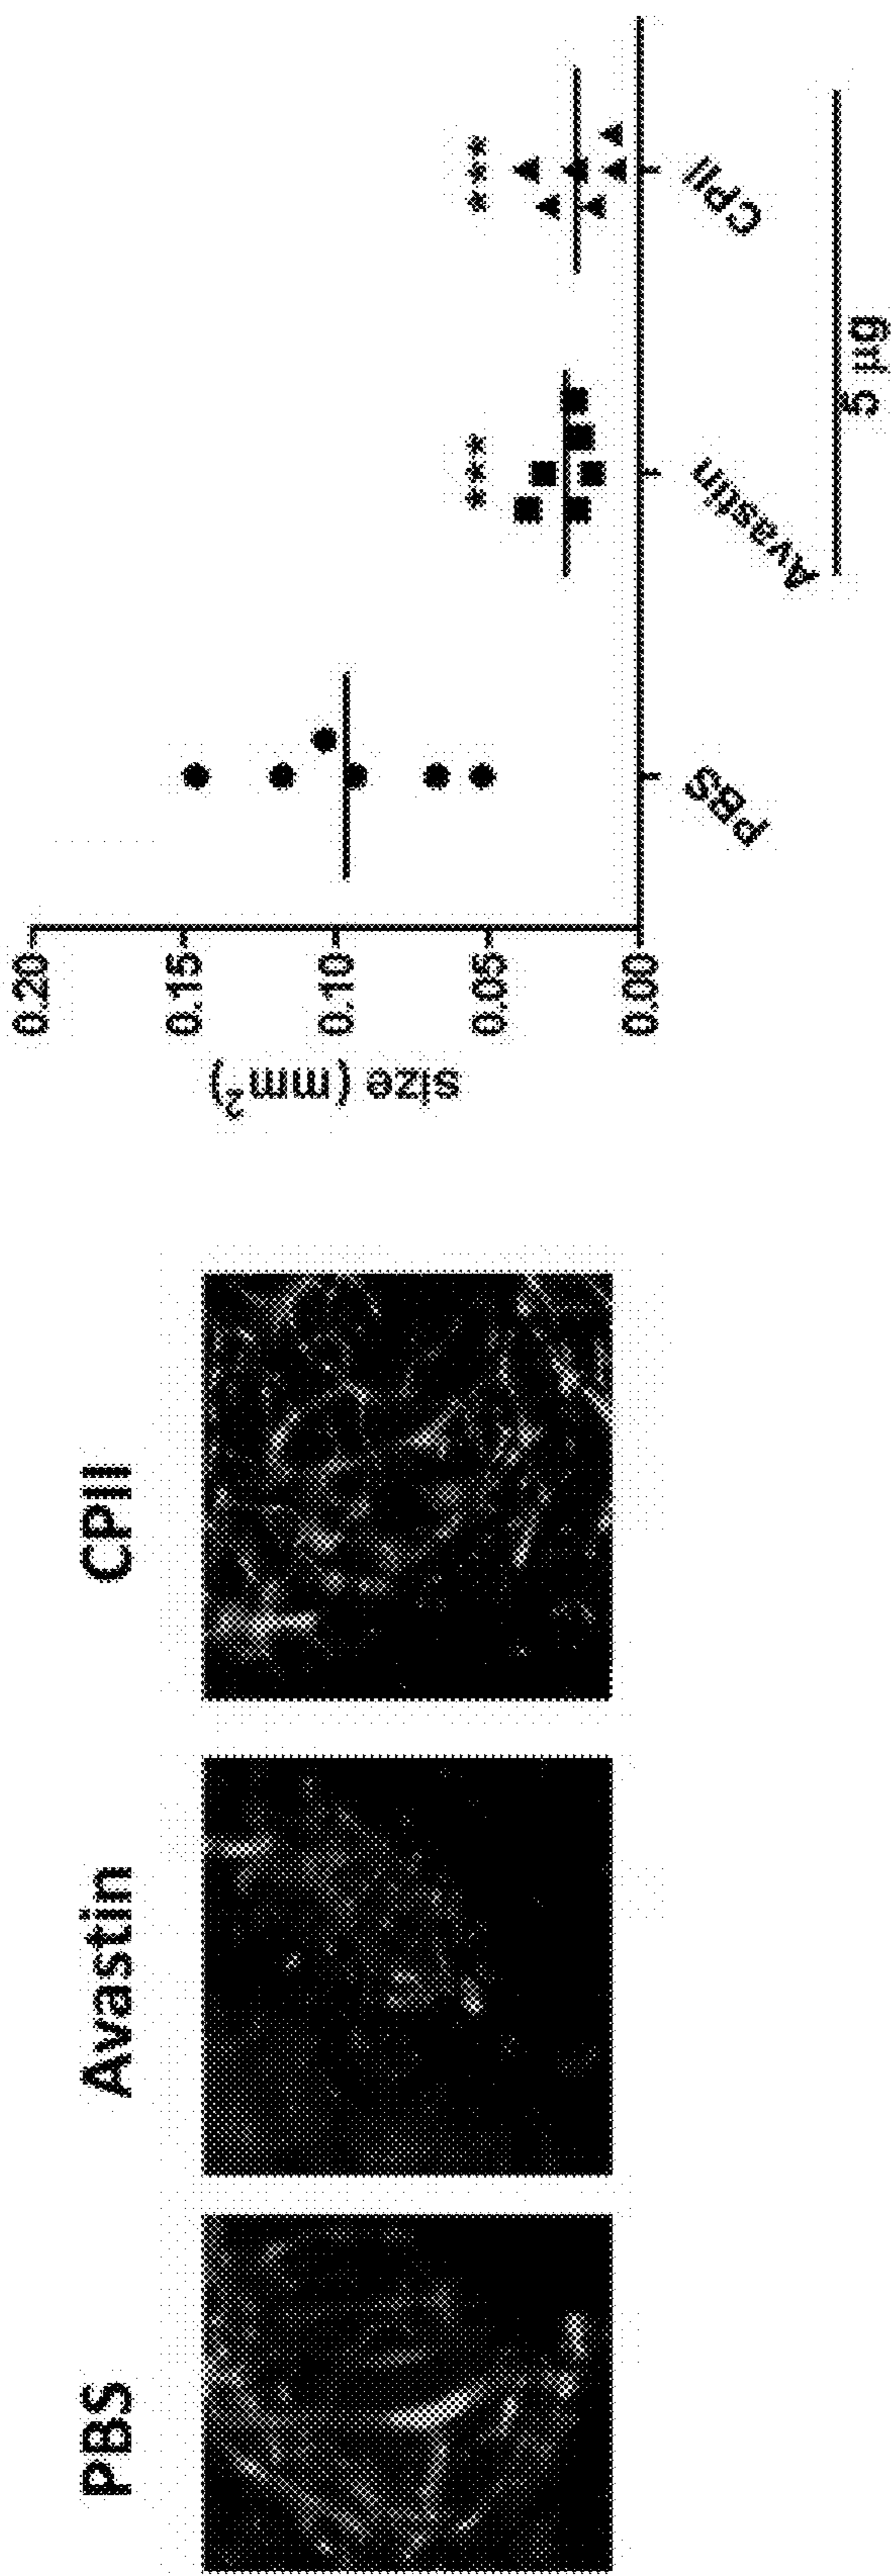 PBS
Avastin
CPII
size (mm³)
0.20
0.15
0.10
0.05
0.00
***
***
PBS
Avastin
CPII
5 µg